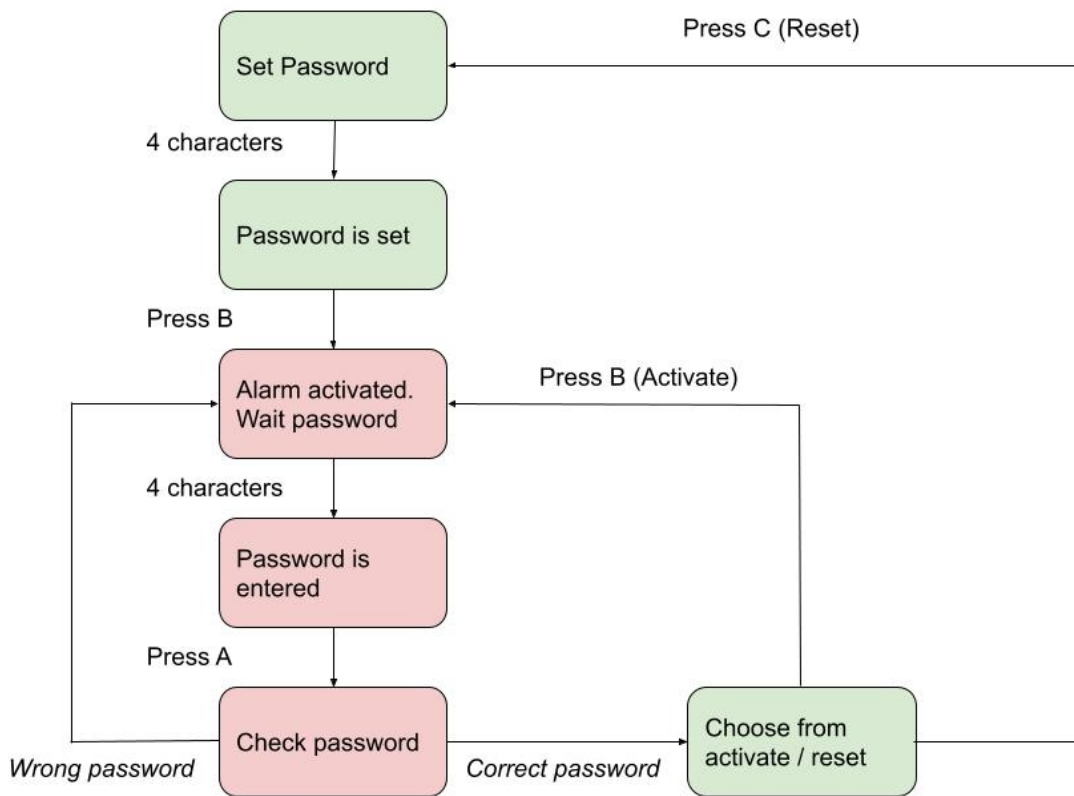 Press C (Reset)
Set Password
4 characters
Password is set
Press B
Alarm activated.
Wait password
Press B (Activate)
4 characters
Password is
entered
Press A
Check password
Choose from
activate / reset
Wrong password
Correct password